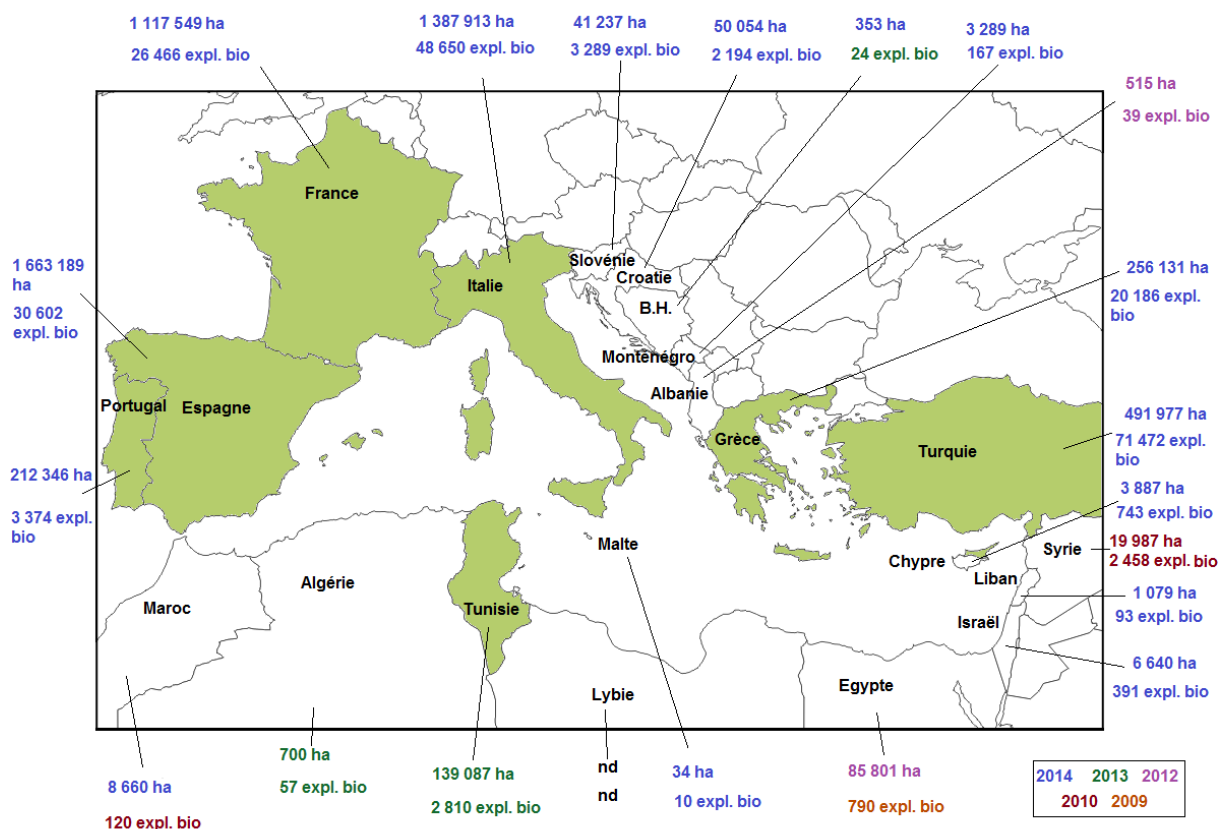 1 117 549 ha
26 466 expl. bio
1 387 913 ha
48 650 expl. bio
41 237 ha
3 289 expl. bio
50 054 ha
2 194 expl. bio
353 ha
24 expl. bio
3 289 ha
167 expl. bio
515 ha
39 expl. bio
France
Slovénie
Croatie
Italie
B.H.
1 663 189
ha
30 602
expl. bio
256 131 ha
20 186 expl.
bio
Monténégro
Albanie
Portugal
Espagne
Grèce
Turquie
491 977 ha
71 472 expl.
bio
212 346 ha
3 374 expl.
bio
3 887 ha
743 expl. bio
Malte
Chypre
Syrie
19 987 ha
2 458 expl. bio
Liban
Algérie
Maroc
Tunisie
Israël
1 079 ha
93 expl. bio
6 640 ha
391 expl. bio
Lybie
Egypte
8 660 ha
120 expl. bio
700 ha
57 expl. bio
139 087 ha
2 810 expl. bio
nd
nd
34 ha
10 expl. bio
85 801 ha
790 expl. bio
2014 2013 2012
2010 2009